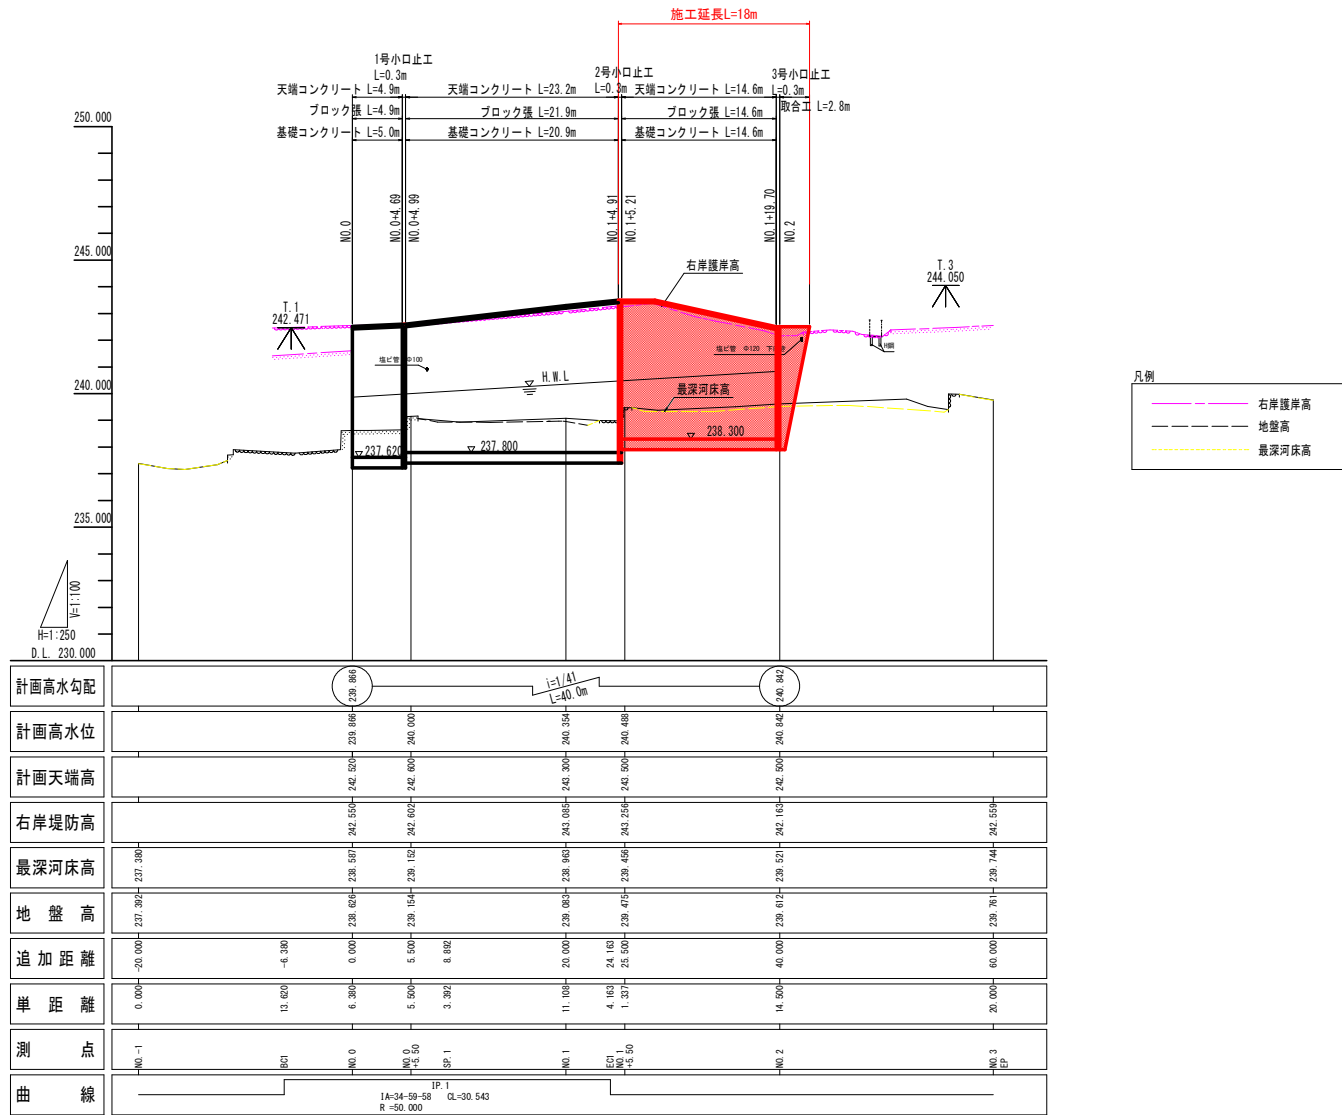 施工延長L=18m
1号小口止工
L=0.3m
2号小口止工
L=0.3m
3号小口止工
L=0.3m
天端コンクリート L=4.9m
天端コンクリート L=23.2m
天端コンクリート L=14.6m
取合工 L=2.8m
ブロック張 L=4.9m
ブロック張 L=21.9m
ブロック張 L=14.6m
基礎コンクリート L=5.0m
基礎コンクリート L=20.9m
基礎コンクリート L=14.6m
250.000
245.000
240.000
235.000
D.L. 230.000
V=1:100
H=1:250
NO.0
NO.0+4.69
NO.0+4.99
NO.1+4.91
NO.1+5.21
NO.1+19.70
NO.2
右岸護岸高
T.1
242.471
T.3
244.050
塩ビ管 Φ100
塩ビ管 Φ120
H.W.L
最深河床高
238.300
237.620
237.800
凡例
右岸護岸高
地盤高
最深河床高
計画高水勾配
239.866
i=1/41
L=40.0m
240.842
計画高水位
239.866
240.000
240.354
240.488
240.842
計画天端高
242.520
242.600
243.300
243.500
242.500
右岸堤防高
242.550
242.602
243.085
243.256
242.163
242.559
最深河床高
237.380
238.587
239.152
238.963
239.456
239.521
239.744
地盤高
237.392
238.626
239.154
239.083
239.475
239.612
239.761
追加距離
-20.000
-6.380
0.000
5.500
8.892
20.000
24.163
25.500
40.000
60.000
単距離
0.000
13.620
6.380
5.500
3.392
11.108
4.163
1.337
14.500
20.000
測点
NO.-1
BC1
NO.0
NO.0
+5.50
SP.1
NO.1
EC1
NO.1
+5.50
NO.2
NO.3
EP
曲線
IP.1
IA=34-59-58 CL=30.543
R =50.000